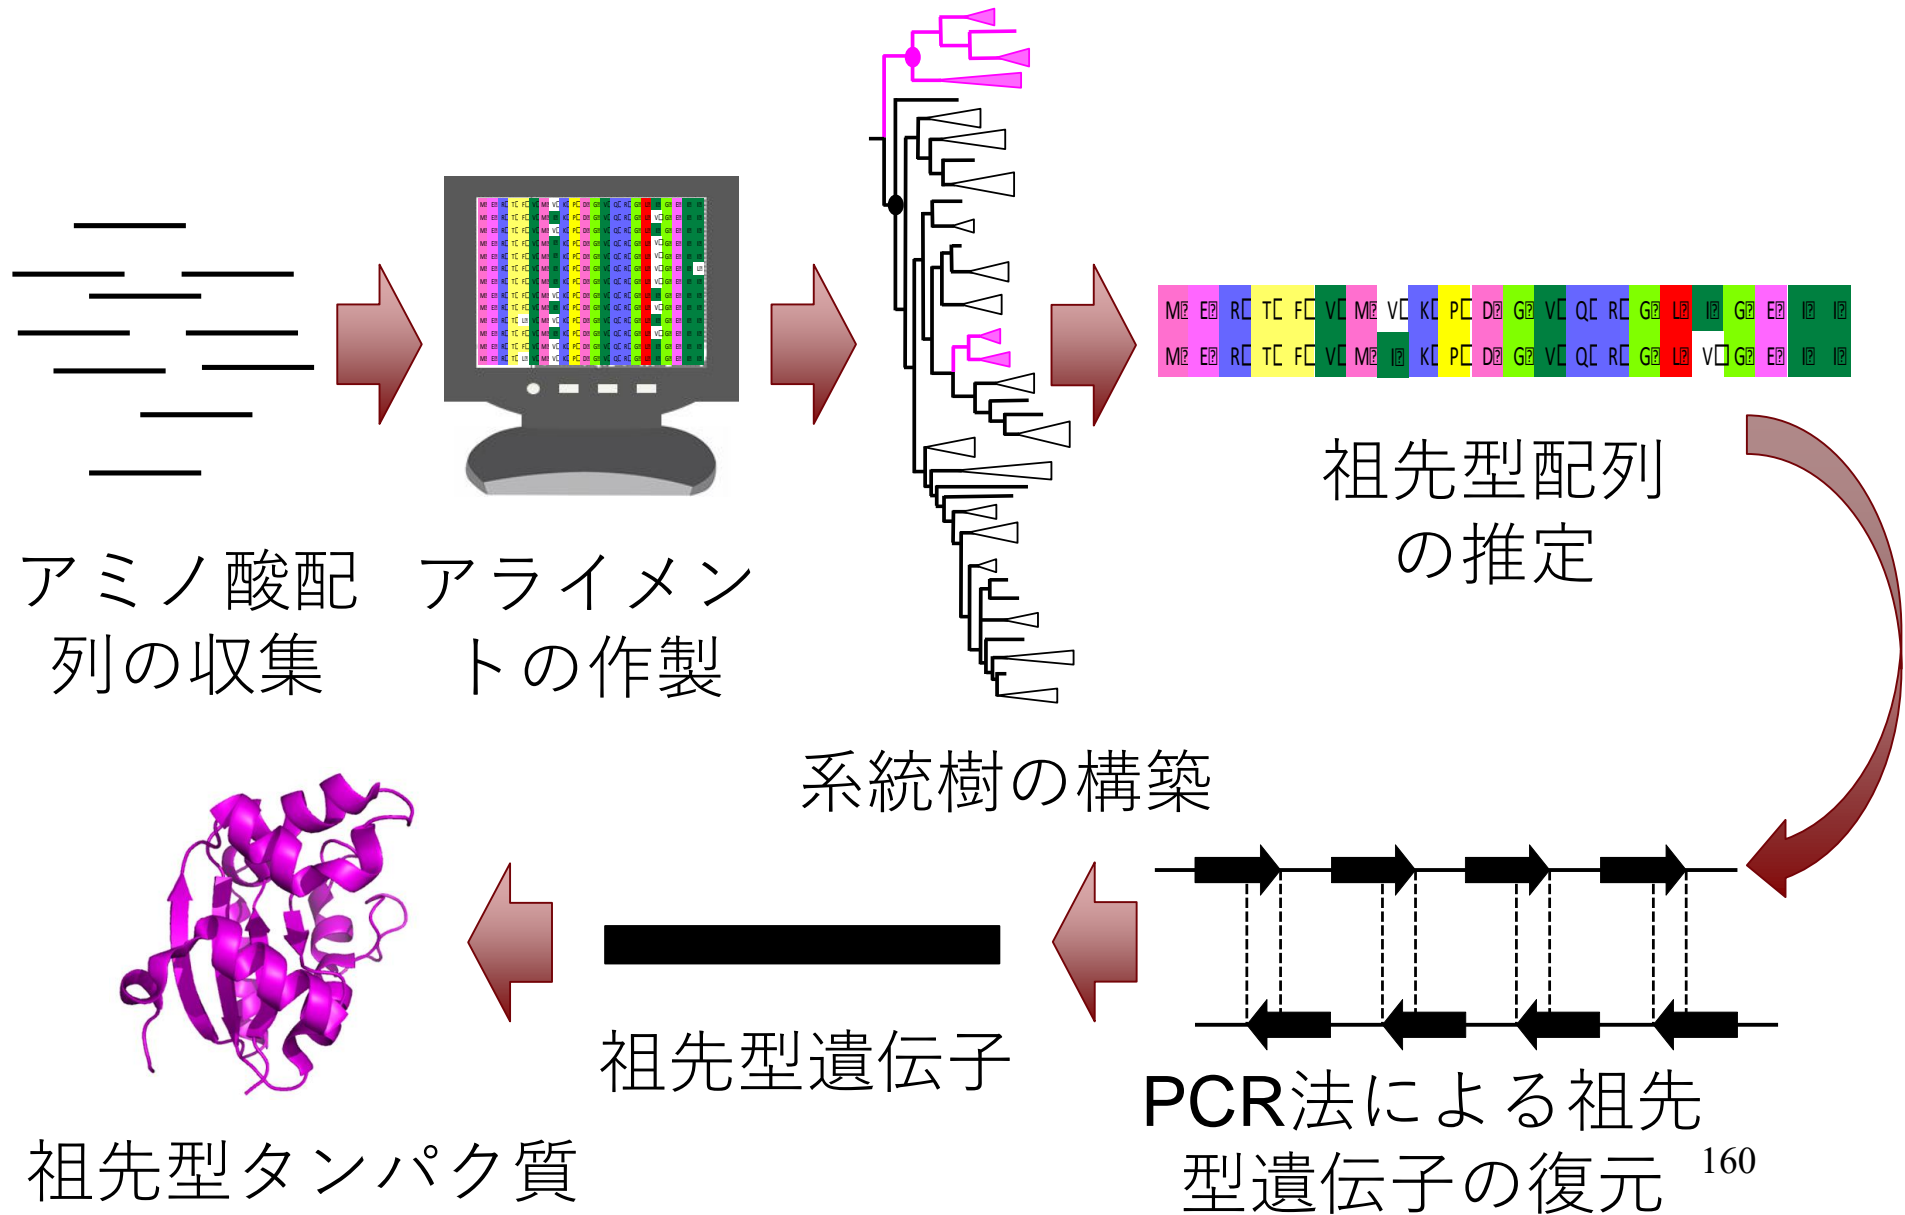 M E R T F V M V K P D G V Q R G L I G E I I
M E R T F V M I K P D G V Q R G L V G E I I
祖先型配列
の推定
アミノ酸配
列の収集
アライメン
トの作製
系統樹の構築
祖先型遺伝子
PCR法による祖先
型遺伝子の復元
祖先型タンパク質
160